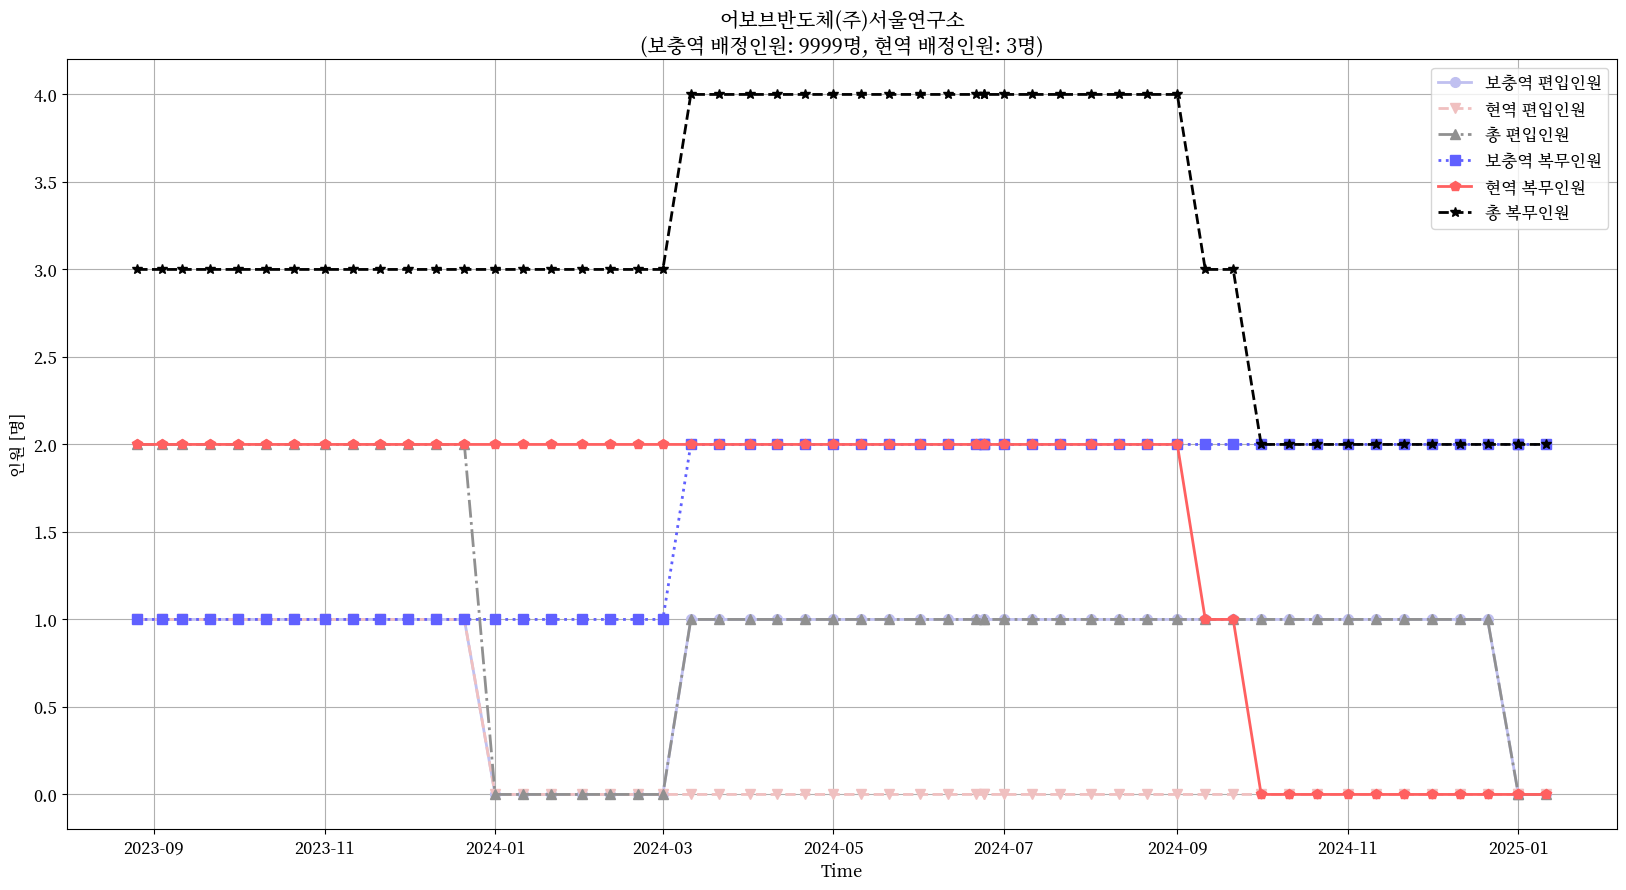 어보브반도체(주)서울연구소
(보충역 배정인원: 9999명, 현역 배정인원: 3명)
보충역 편입인원
현역 편입인원
총 편입인원
보충역 복무인원
현역 복무인원
총 복무인원
인원 [명]
4.0
3.5
3.0
2.5
2.0
1.5
1.0
0.5
0.0
2023-09 2023-11 2024-01 2024-03 2024-05 2024-07 2024-09 2024-11 2025-01
Time